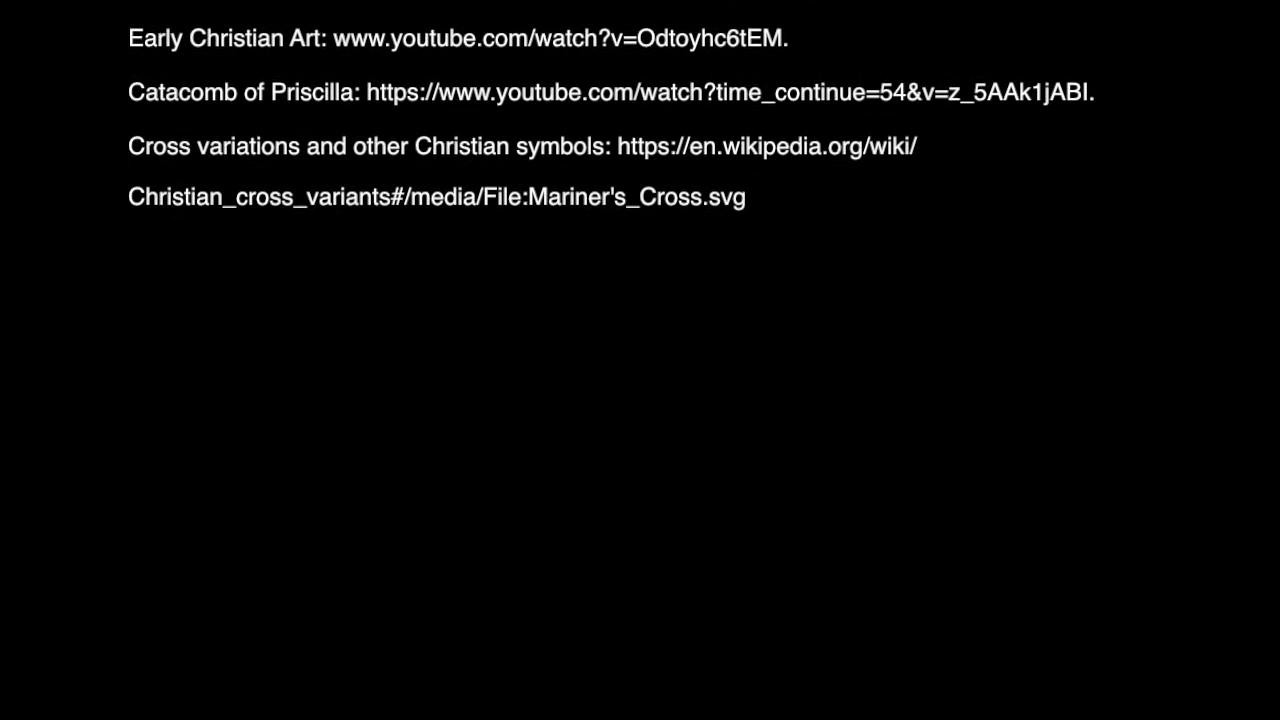 Early Christian Art: www.youtube.com/watch?v=Odtoyhc6tEM.
Catacomb of Priscilla: https://www.youtube.com/watch?time_continue=54&v=z_5AAk1jABI.
Cross variations and other Christian symbols: https://en.wikipedia.org/wiki/
Christian_cross_variants#/media/File:Mariner's_Cross.svg